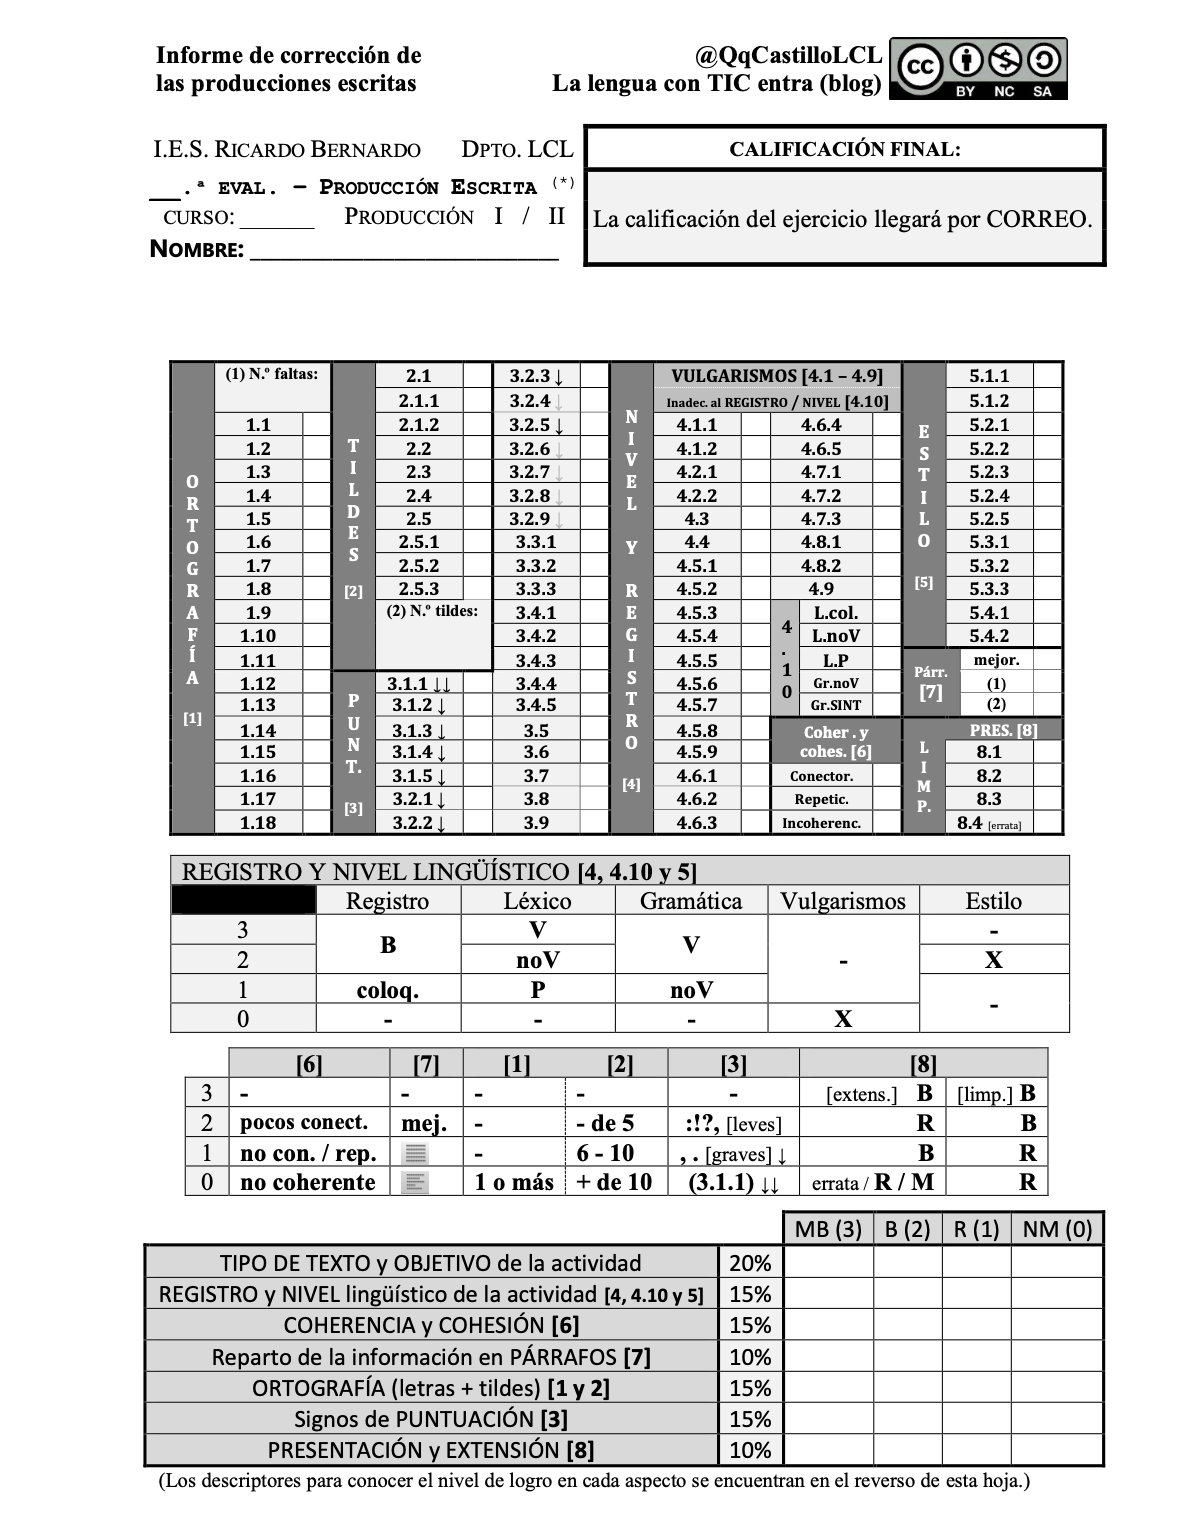 Informe de corrección de
las producciones escritas
@QqCastilloLCL
La lengua con TIC entra (blog)
cc
BY NC SA
I.E.S. RICARDO BERNARDO DPTO. LCL
__.ª EVAL. – PRODUCCIÓN ESCRITA (*)
CURSO: ______ PRODUCCIÓN I / II
NOMBRE: __________________________
CALIFICACIÓN FINAL:
La calificación del ejercicio llegará por CORREO.
ORTOGRAFÍA [1]
(1) N.º faltas:
1.1
1.2
1.3
1.4
1.5
1.6
1.7
1.8
1.9
1.10
1.11
1.12
1.13
1.14
1.15
1.16
1.17
1.18
TILDES [2]
2.1
2.1.1
2.1.2
2.2
2.3
2.4
2.5
2.5.1
2.5.2
2.5.3
(2) N.º tildes:
PUNT. [3]
3.1.1 ↓↓
3.1.2 ↓
3.1.3 ↓
3.1.4 ↓
3.1.5 ↓
3.2.1 ↓
3.2.2 ↓
3.2.3 ↓
3.2.4 ↓
3.2.5 ↓
3.2.6 ↓
3.2.7 ↓
3.2.8 ↓
3.2.9 ↓
3.3.1
3.3.2
3.3.3
3.4.1
3.4.2
3.4.3
3.4.4
3.4.5
3.5
3.6
3.7
3.8
3.9
NIVEL Y REGISTRO [4]
VULGARISMOS [4.1 – 4.9]
Inadec. al REGISTRO / NIVEL [4.10]
4.1.1
4.1.2
4.2.1
4.2.2
4.3
4.4
4.5.1
4.5.2
4.5.3
4.5.4
4.5.5
4.5.6
4.5.7
4.5.8
4.5.9
4.6.1
4.6.2
4.6.3
4.6.4
4.6.5
4.7.1
4.7.2
4.7.3
4.8.1
4.8.2
4.9
4.10
L.col.
L.noV
L.P
Gr.noV
Gr.SINT
Coher . y
cohes. [6]
Conector.
Repetic.
Incoherenc.
ESTILO [5]
5.1.1
5.1.2
5.2.1
5.2.2
5.2.3
5.2.4
5.2.5
5.3.1
5.3.2
5.3.3
5.4.1
5.4.2
Párr.
[7]
mejor.
(1)
(2)
LIMP.
PRES. [8]
8.1
8.2
8.3
8.4 [errata]
REGISTRO Y NIVEL LINGÜÍSTICO [4, 4.10 y 5]
Registro Léxico Gramática Vulgarismos Estilo
3 B V V - -
2 noV X
1 coloq. P noV -
0 - - - X
[6] [7] [1] [2] [3] [8]
3 - - - - - [extens.] B [limp.] B
2 pocos conect. mej. - - de 5 :!?, [leves] R B
1 no con. / rep. - 6 - 10 , . [graves] ↓ B R
0 no coherente 1 o más + de 10 (3.1.1) ↓↓ errata / R / M R
MB (3) B (2) R (1) NM (0)
TIPO DE TEXTO y OBJETIVO de la actividad 20%
REGISTRO y NIVEL lingüístico de la actividad [4, 4.10 y 5] 15%
COHERENCIA y COHESIÓN [6] 15%
Reparto de la información en PÁRRAFOS [7] 10%
ORTOGRAFÍA (letras + tildes) [1 y 2] 15%
Signos de PUNTUACIÓN [3] 15%
PRESENTACIÓN y EXTENSIÓN [8] 10%
(Los descriptores para conocer el nivel de logro en cada aspecto se encuentran en el reverso de esta hoja.)